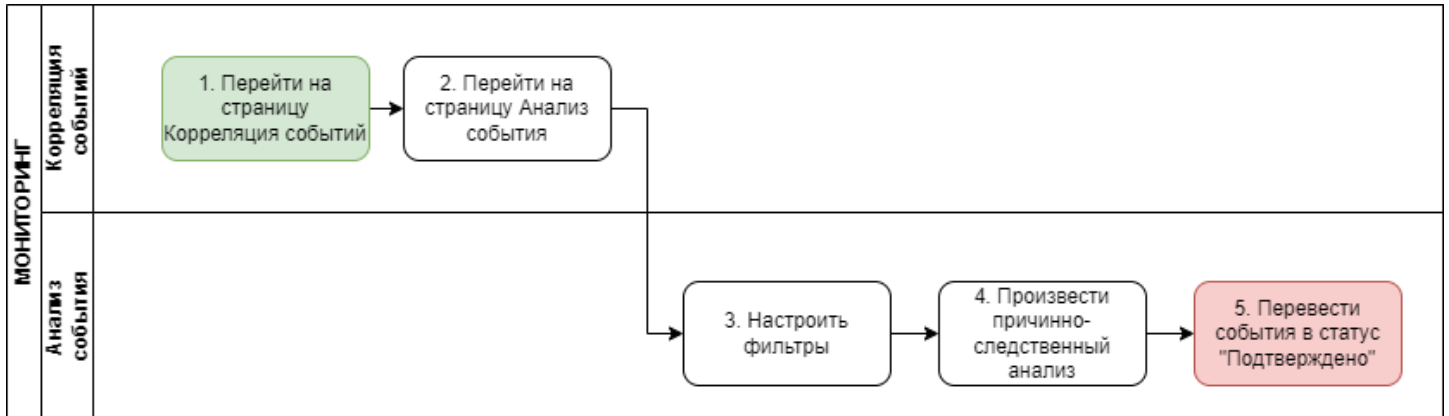 МОНИТОРИНГ
Корреляция
событий
1. Перейти на
страницу
Корреляция событий
2. Перейти на
страницу Анализ
события
Анализ
события
3. Настроить
фильтры
4. Произвести
причинно-
следственный
анализ
5. Перевести
события в статус
"Подтверждено"